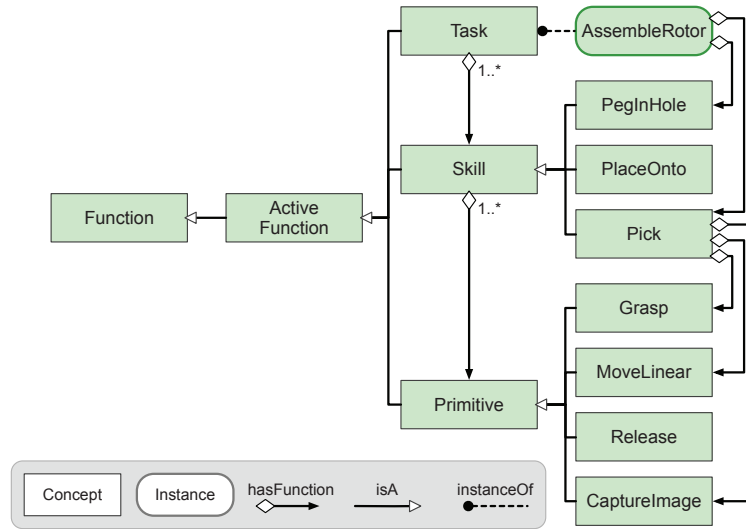 Task
AssembleRotor
1..*
PegInHole
Skill
PlaceOnto
Function
Active
Function
1..*
Pick
Grasp
MoveLinear
Primitive
Release
CaptureImage
Concept
Instance
hasFunction
isA
instanceOf